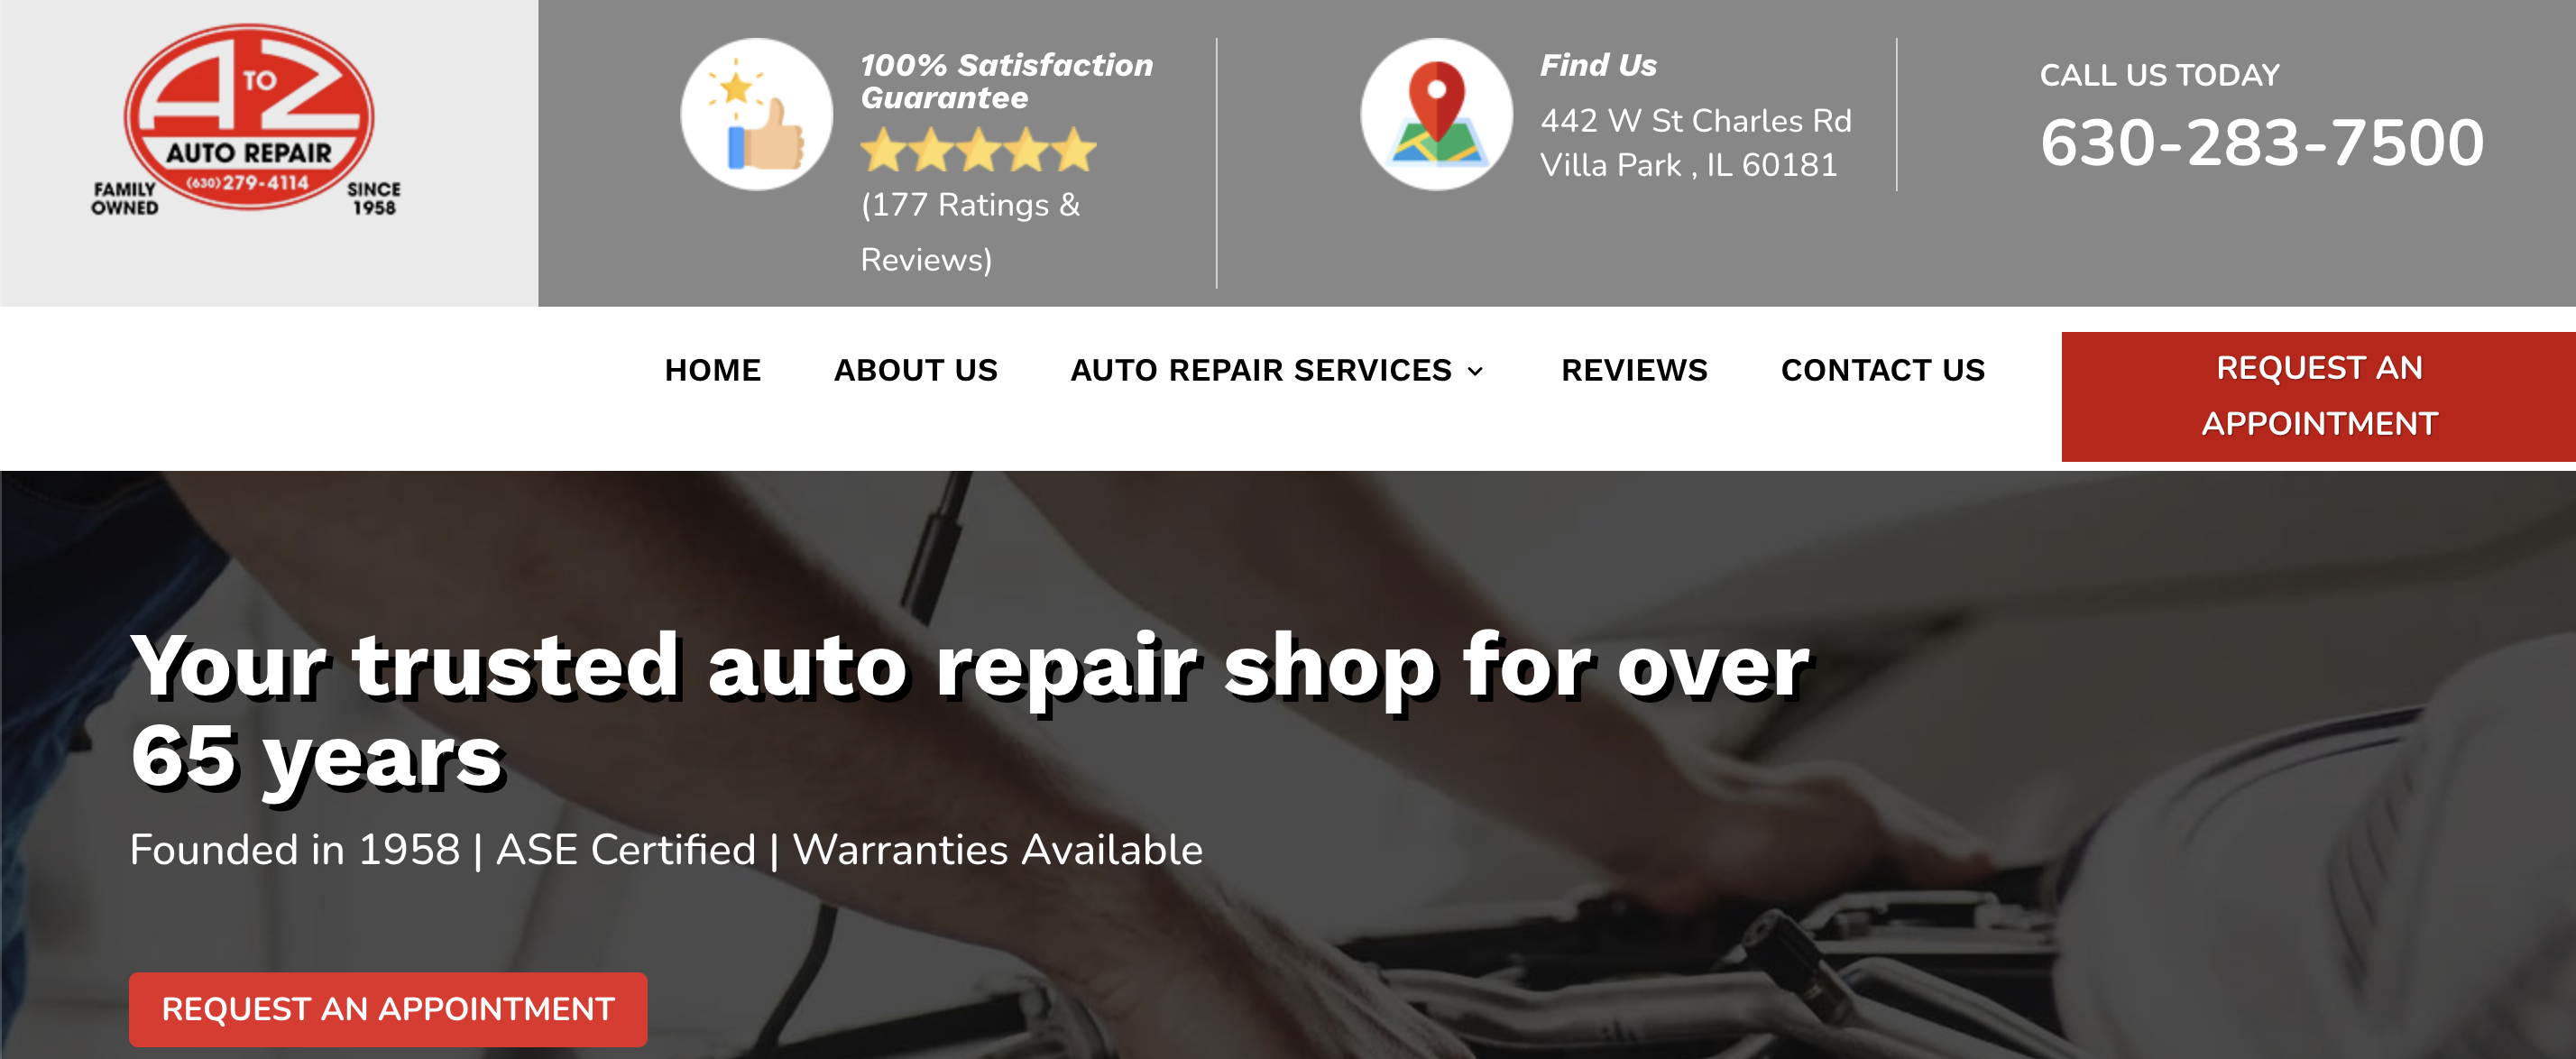 A TO Z
AUTO REPAIR
(630) 279-4114
FAMILY
OWNED
SINCE
1958
100% Satisfaction
Guarantee
(177 Ratings &
Reviews)
Find Us
442 W St Charles Rd
Villa Park , IL 60181
CALL US TODAY
630-283-7500
HOME
ABOUT US
AUTO REPAIR SERVICES
REVIEWS
CONTACT US
REQUEST AN
APPOINTMENT
Your trusted auto repair shop for over
65 years
Founded in 1958 | ASE Certified | Warranties Available
REQUEST AN APPOINTMENT